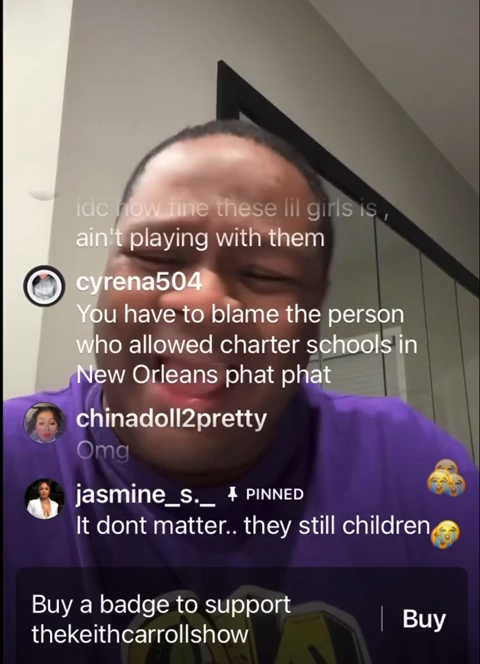 idc how fine these lil girls is ,
ain't playing with them
cyrena504
You have to blame the person
who allowed charter schools in
New Orleans phat phat
chinadoll2pretty
Omg
jasmine_s._ PINNED
It dont matter.. they still children
Buy a badge to support
thekeithcarrollshow
Buy